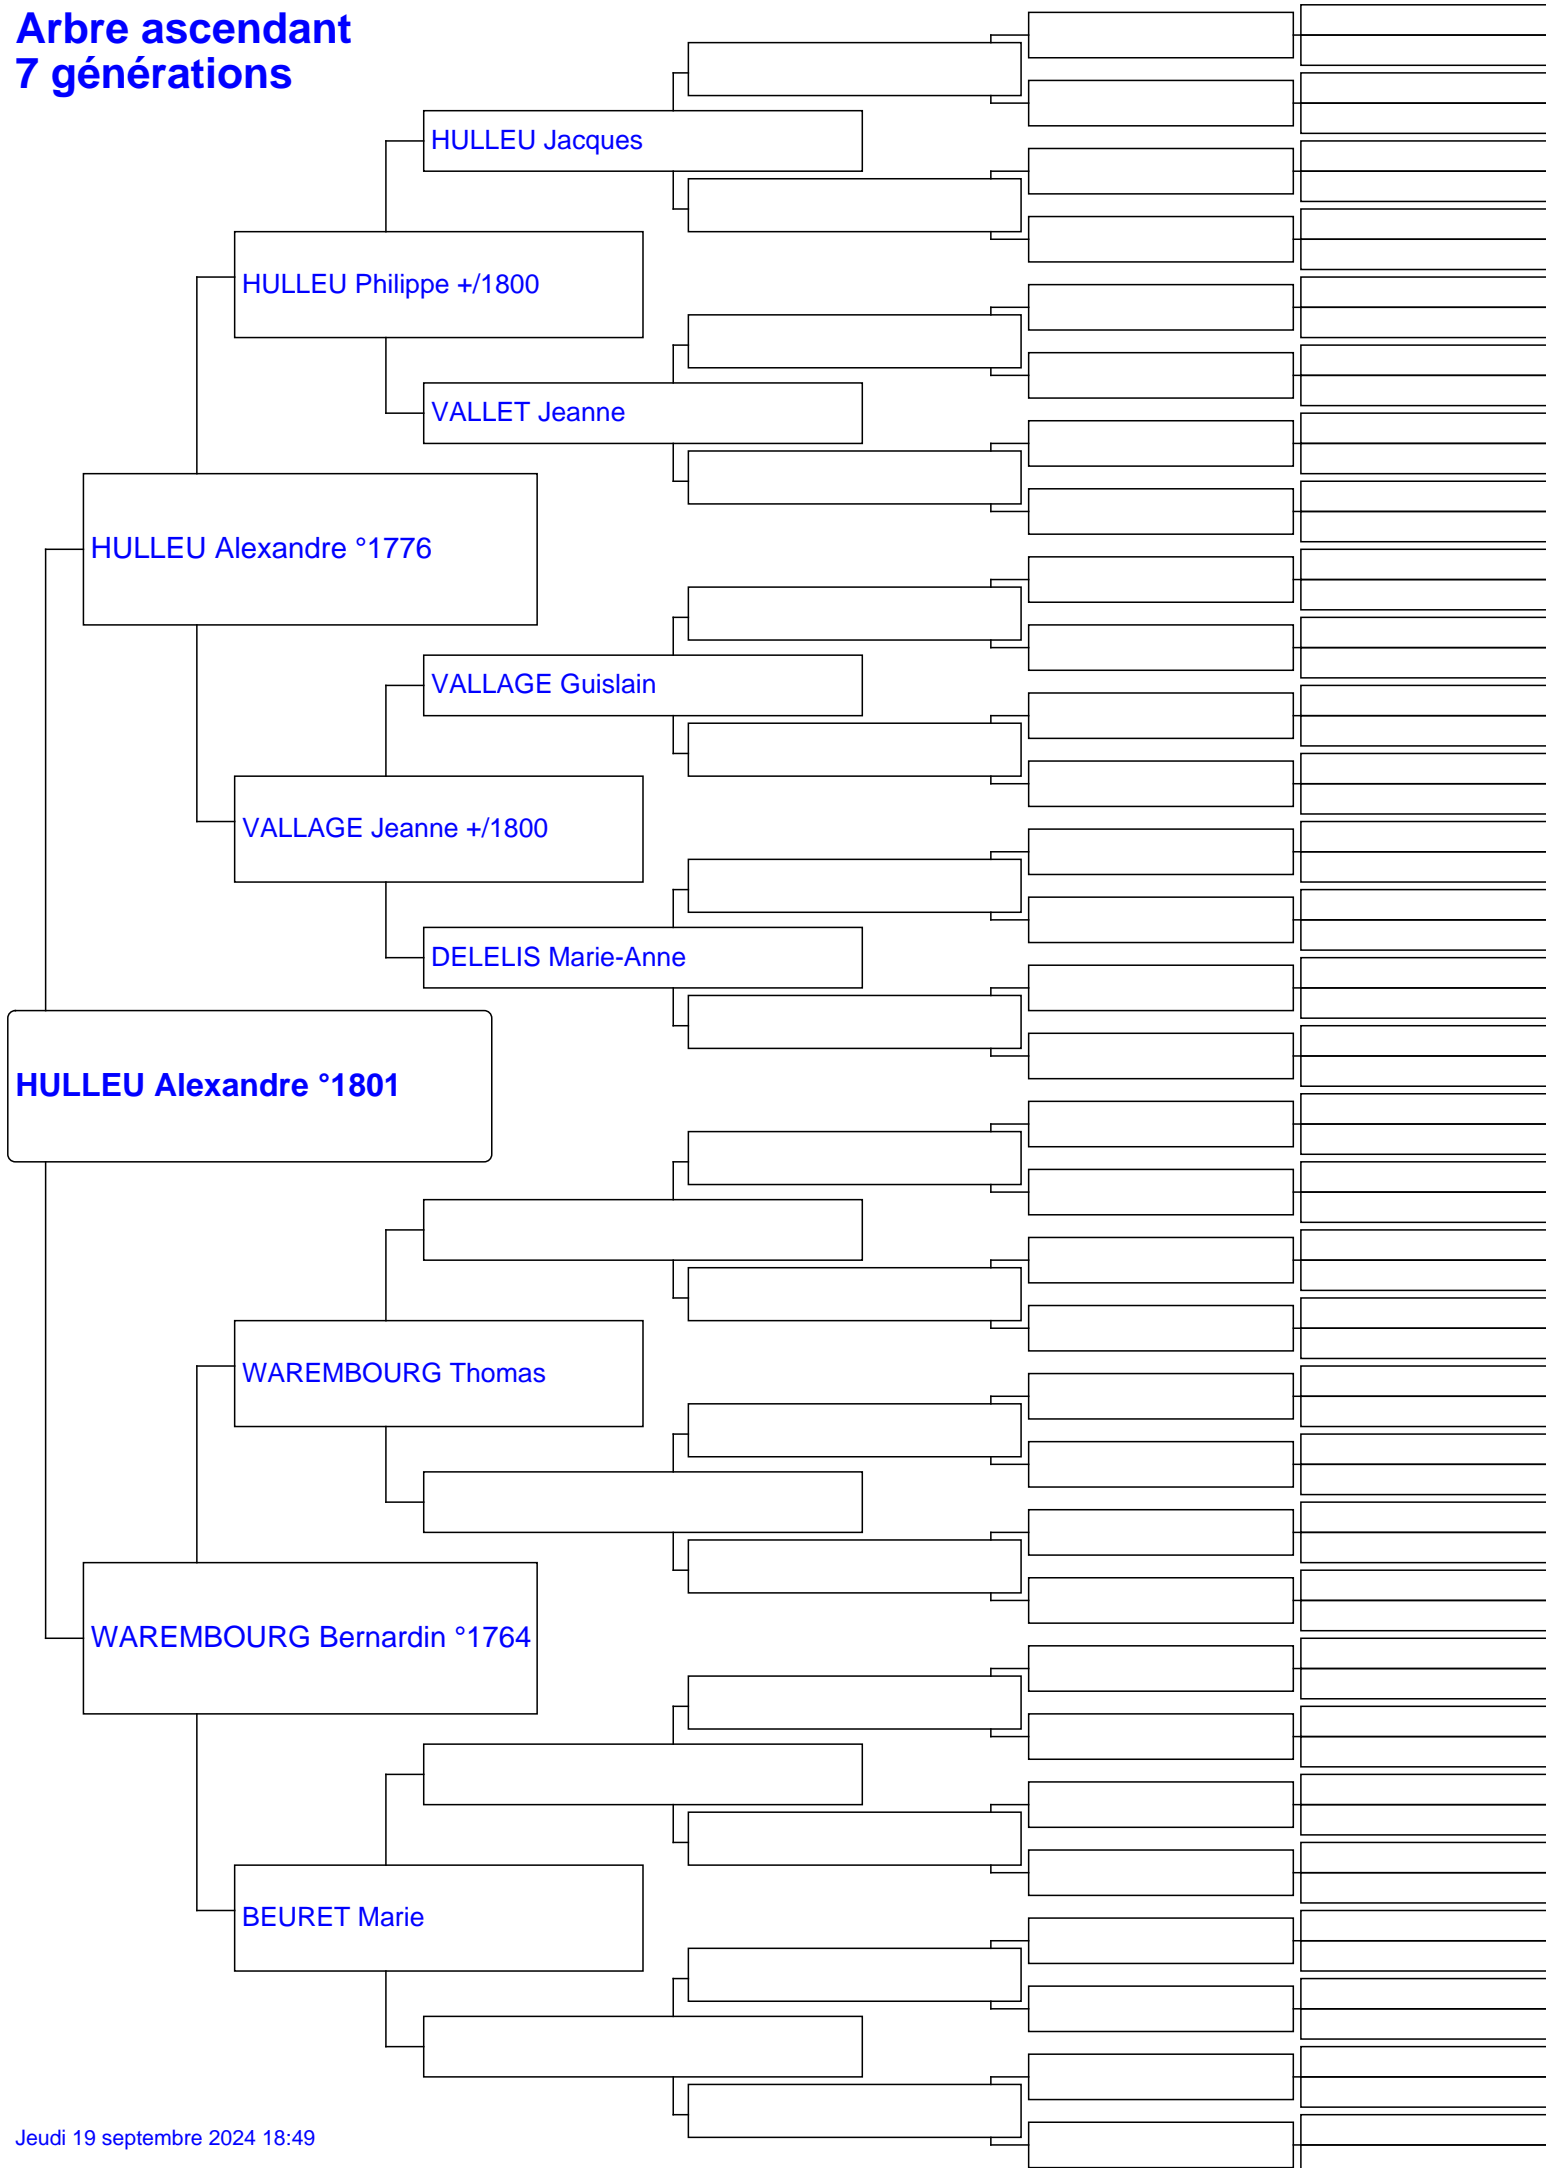 Arbre ascendant
7 générations
HULLEU Jacques
HULLEU Philippe +/1800
VALLET Jeanne
HULLEU Alexandre °1776
VALLAGE Guislain
VALLAGE Jeanne +/1800
DELELIS Marie-Anne
HULLEU Alexandre °1801
WAREMBOURG Thomas
WAREMBOURG Bernardin °1764
BEURET Marie
Jeudi 19 septembre 2024 18:49